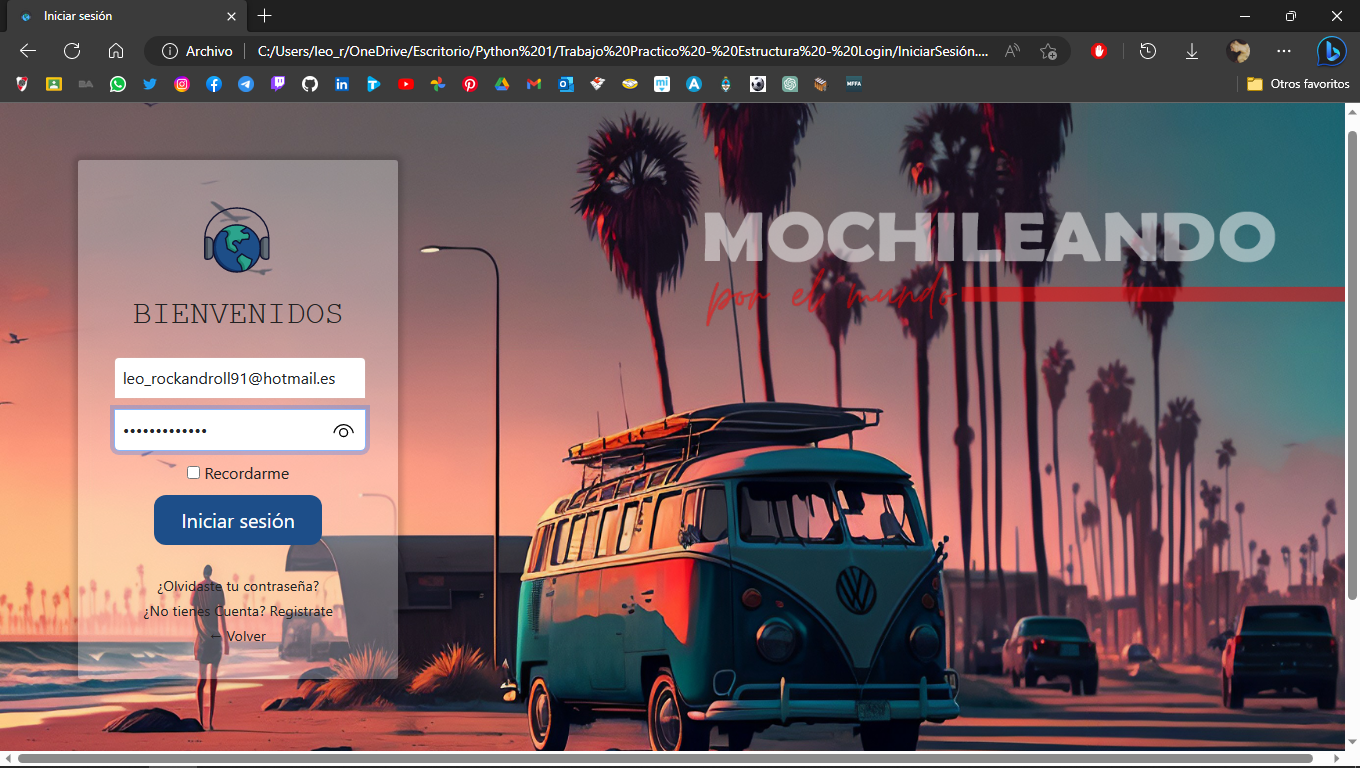 Iniciar sesión
Archivo
C:/Users/leo_r/OneDrive/Escritorio/Python%201/Trabajo%20Practico%20-%20Estructura%20-%20Login/IniciarSesión....
Otros favoritos
MOCHILEANDO
por el mundo
BIENVENIDOS
leo_rockandroll91@hotmail.es
•••••••••••••
Recordarme
Iniciar sesión
¿Olvidaste tu contraseña?
¿No tienes Cuenta? Registrate
← Volver